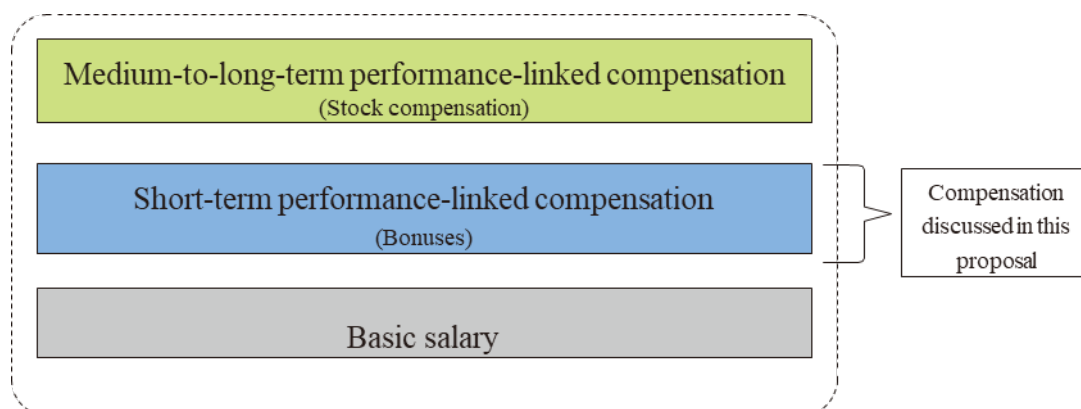 Medium-to-long-term performance-linked compensation
(Stock compensation)
Short-term performance-linked compensation
(Bonuses)
Compensation
discussed in this
proposal
Basic salary